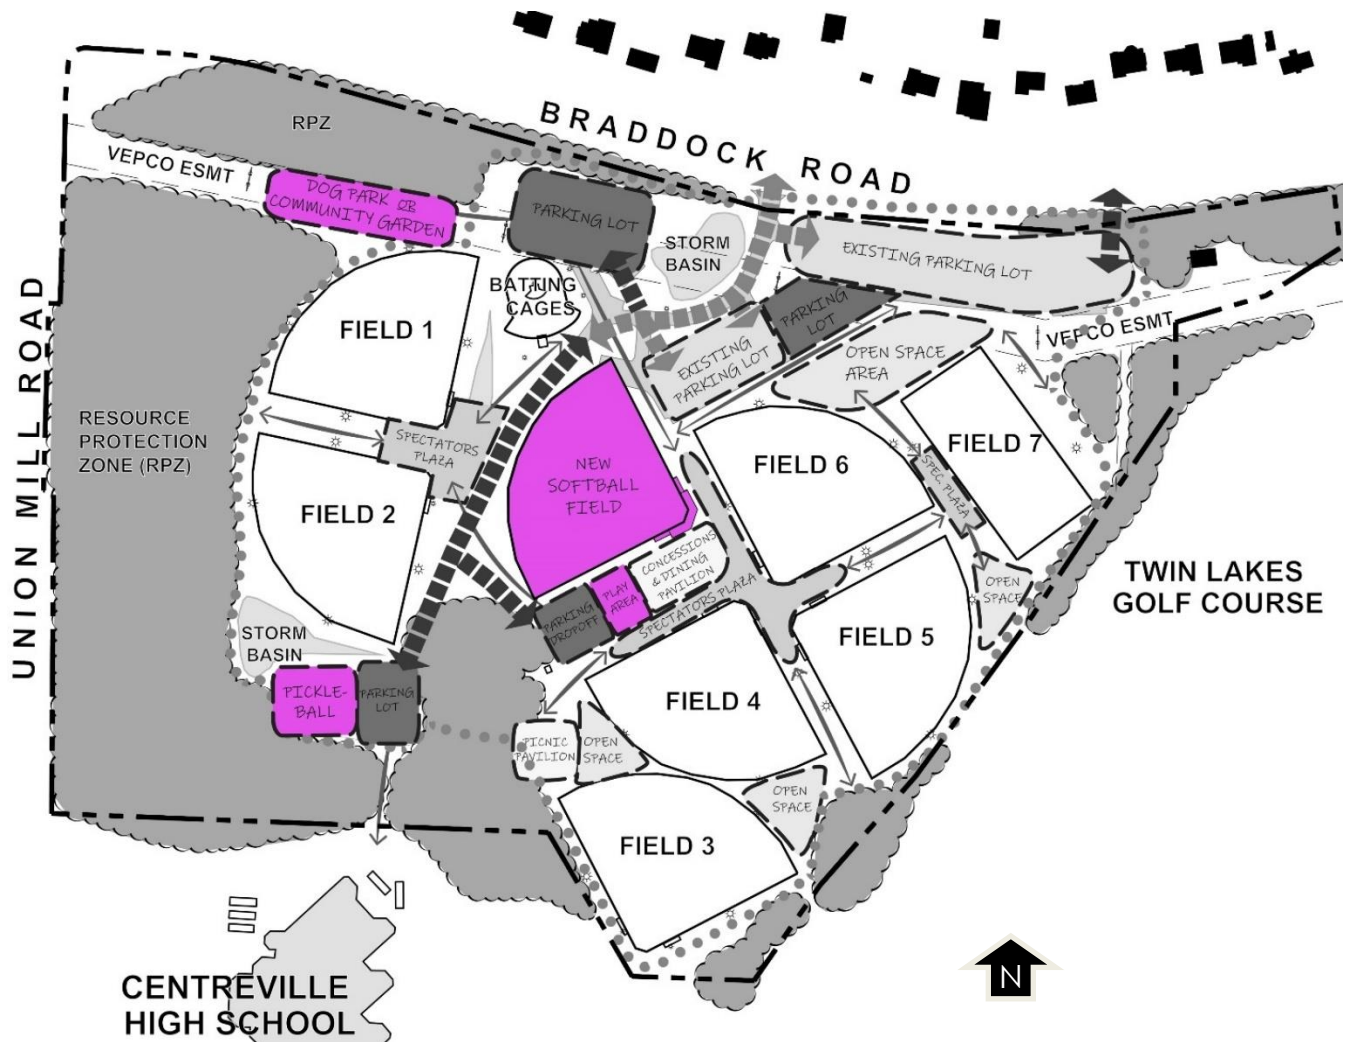 BRADDOCK ROAD
RPZ
VEPCO ESMT
DOG PARK OR
COMMUNITY GARDEN
PARKING LOT
STORM
BASIN
EXISTING PARKING LOT
BATTING
CAGES
PARKING
LOT
VEPCO ESMT
FIELD 1
EXISTING
PARKING LOT
OPEN SPACE
AREA
UNION MILL ROAD
RESOURCE
PROTECTION
ZONE (RPZ)
SPECTATORS
PLAZA
NEW
SOFTBALL
FIELD
FIELD 6
FIELD 7
SPEC. PLAZA
FIELD 2
CONCESSIONS
& DINING
PAVILION
PLAY
AREA
PARKING
DROPOFF
SPECTATORS PLAZA
OPEN
SPACE
TWIN LAKES
GOLF COURSE
STORM
BASIN
FIELD 5
PICKLE-
BALL
PARKING
LOT
FIELD 4
PICNIC
PAVILION
OPEN
SPACE
OPEN
SPACE
FIELD 3
CENTREVILLE
HIGH SCHOOL
N